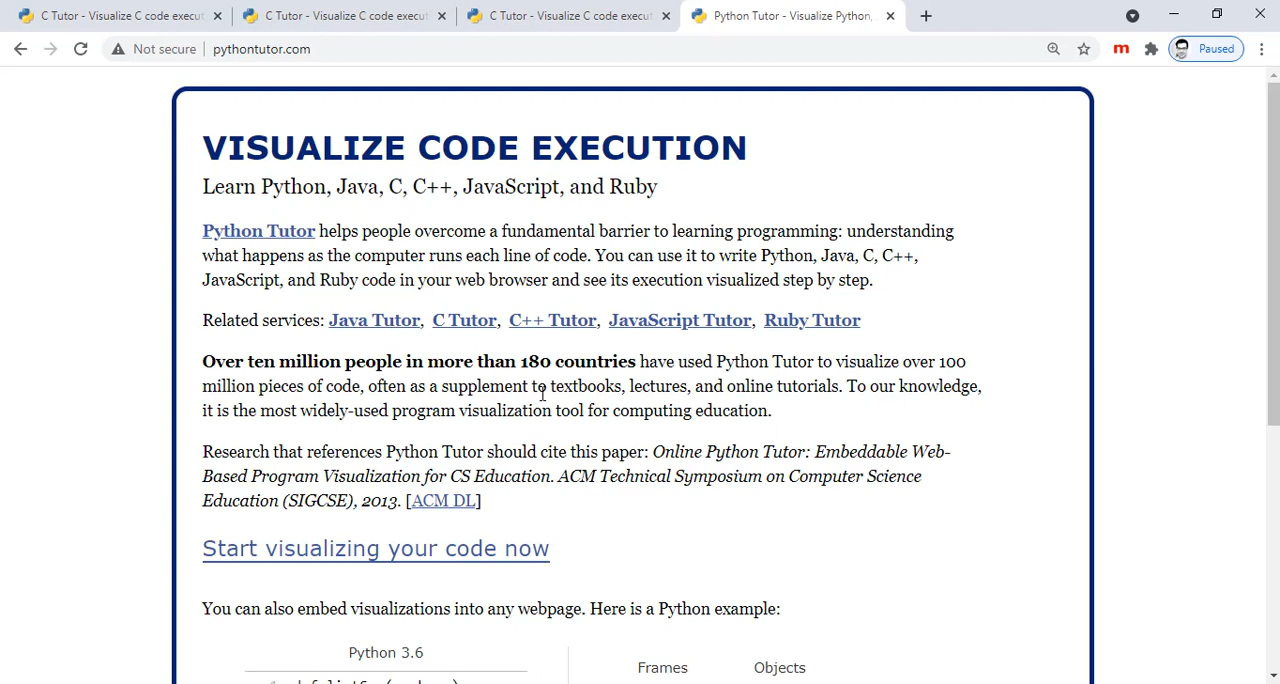 C Tutor - Visualize C code execut
C Tutor - Visualize C code execut
C Tutor - Visualize C code execut
Python Tutor - Visualize Python,
Not secure
pythontutor.com
m
Paused
VISUALIZE CODE EXECUTION
Learn Python, Java, C, C++, JavaScript, and Ruby
Python Tutor helps people overcome a fundamental barrier to learning programming: understanding
what happens as the computer runs each line of code. You can use it to write Python, Java, C, C++,
JavaScript, and Ruby code in your web browser and see its execution visualized step by step.
Related services: Java Tutor, C Tutor, C++ Tutor, JavaScript Tutor, Ruby Tutor
Over ten million people in more than 180 countries have used Python Tutor to visualize over 100
million pieces of code, often as a supplement to textbooks, lectures, and online tutorials. To our knowledge,
it is the most widely-used program visualization tool for computing education.
Research that references Python Tutor should cite this paper: Online Python Tutor: Embeddable Web-
Based Program Visualization for CS Education. ACM Technical Symposium on Computer Science
Education (SIGCSE), 2013. [ACM DL]
Start visualizing your code now
You can also embed visualizations into any webpage. Here is a Python example:
Python 3.6
Frames
Objects